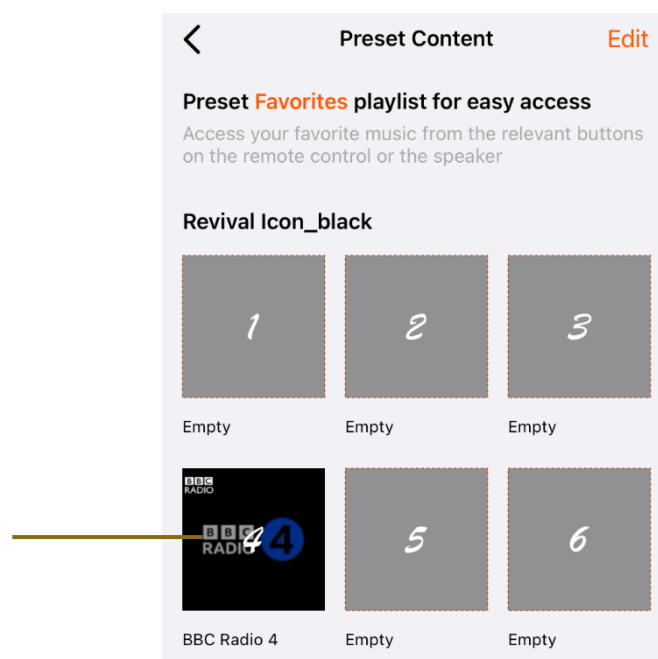 Preset Content Edit
Preset Favorites playlist for easy access
Access your favorite music from the relevant buttons
on the remote control or the speaker
Revival Icon_black
1 2 3
Empty Empty Empty
BBC
RADIO
BBC
RADIO 4
4 5 6
BBC Radio 4 Empty Empty